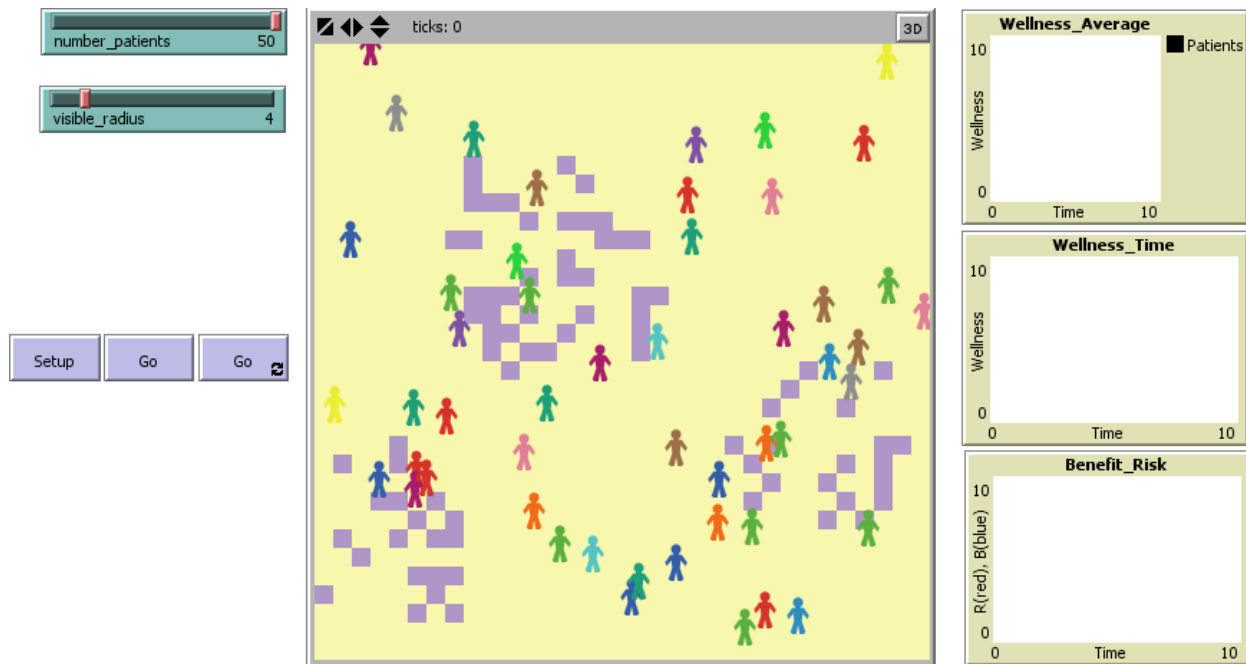 number_patients 50
visible_radius 4
Setup
Go
Go
ticks: 0
3D
Wellness_Average
10
Wellness
0
0 Time 10
Patients
Wellness_Time
10
Wellness
0
0 Time 10
Benefit_Risk
10
R(red), B(blue)
0
0 Time 10